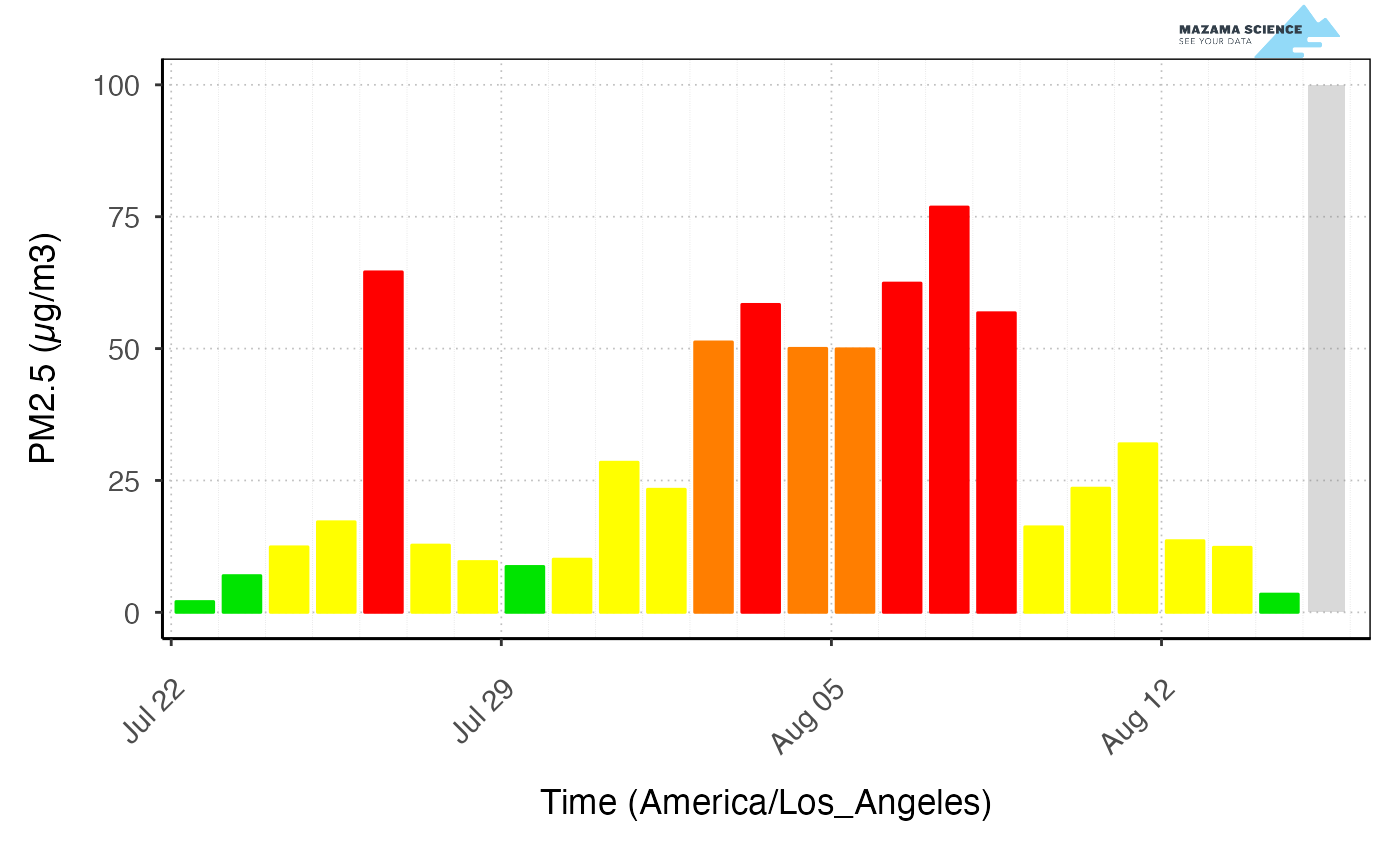 MAZAMA SCIENCE
SEE YOUR DATA
100
75
50
25
0
PM2.5 (µg/m3)
Jul 22
Jul 29
Aug 05
Aug 12
Time (America/Los_Angeles)